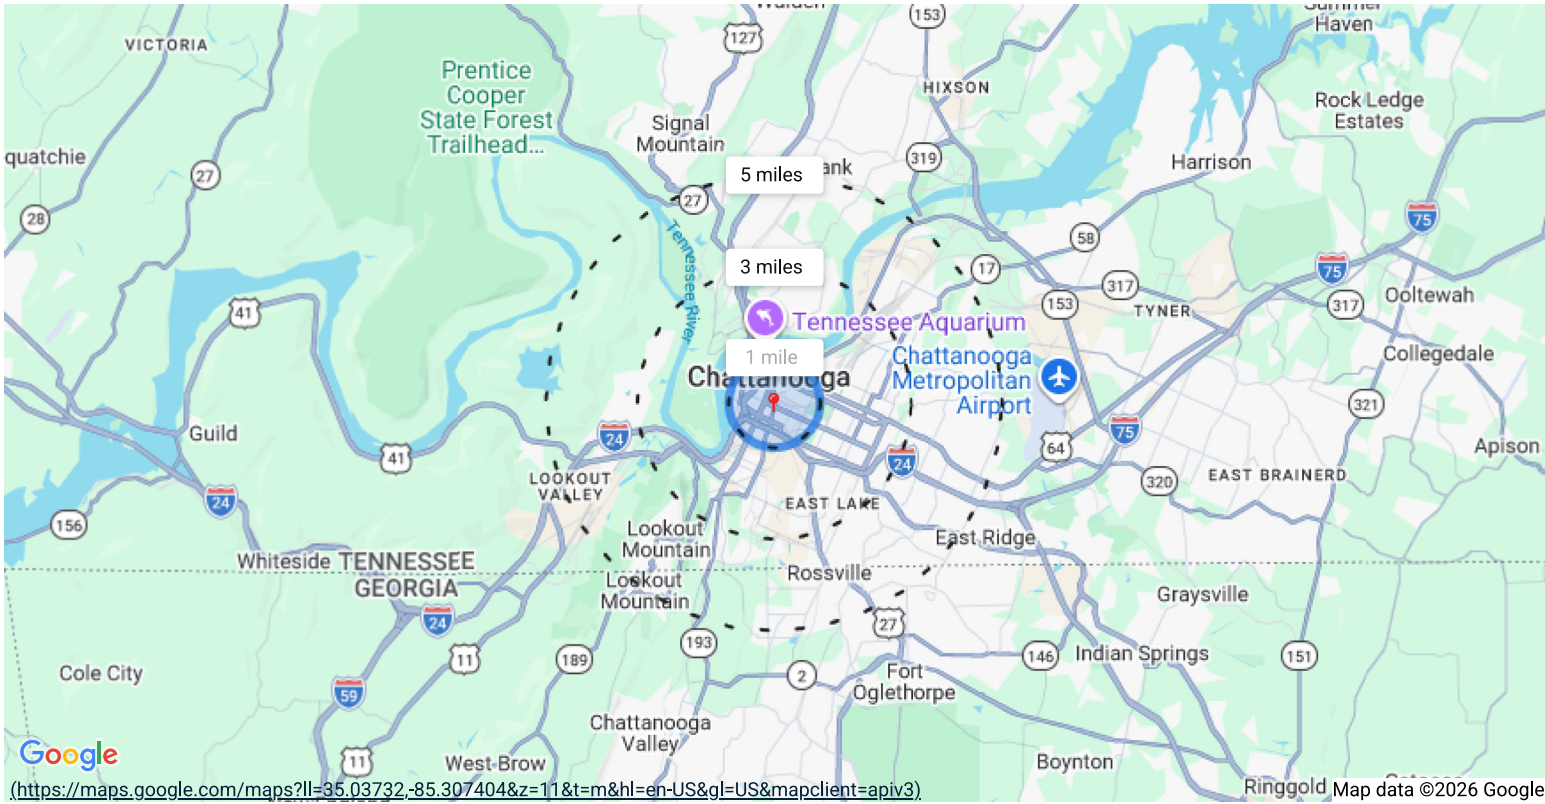 Walden
153
Summer
Haven
127
VICTORIA
Prentice
Cooper
State Forest
Trailhead...
HIXSON
Rock Ledge
Estates
Signal
Mountain
quatchie
319
Harrison
5 miles
ank
27
27
28
75
58
Tennessee River
3 miles
17
75
317
153
317
Ooltewah
TYNER
41
Tennessee Aquarium
1 mile
Chattanooga
Chattanooga
Metropolitan
Airport
Collegedale
321
Guild
24
75
64
Apison
41
24
LOOKOUT
VALLEY
320
EAST BRAINERD
24
EAST LAKE
156
Lookout
Mountain
East Ridge
Whiteside
TENNESSEE
GEORGIA
Rossville
Lookout
Mountain
Graysville
24
27
193
11
189
146
Indian Springs
151
Cole City
2
Fort
Oglethorpe
59
Chattanooga
Valley
Google
11
West Brow
Boynton
(https://maps.google.com/maps?ll=35.03732,-85.307404&z=11&t=m&hl=en-US&gl=US&mapclient=apiv3)
Ringgold
Map data ©2026 Google